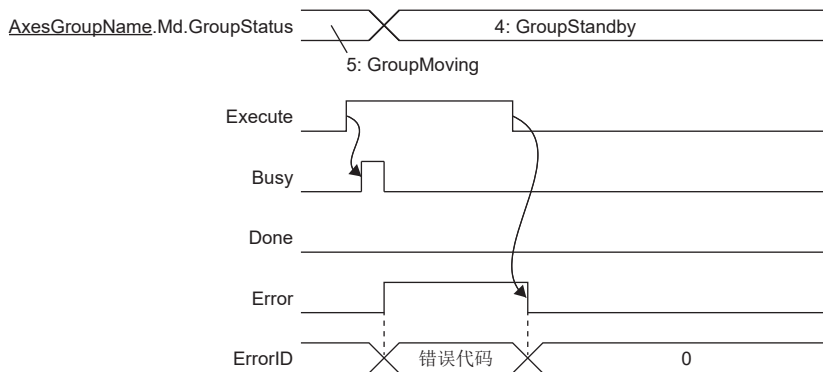 AxesGroupName.Md.GroupStatus
4: GroupStandby
5: GroupMoving
Execute
Busy
Done
Error
ErrorID
错误代码
0